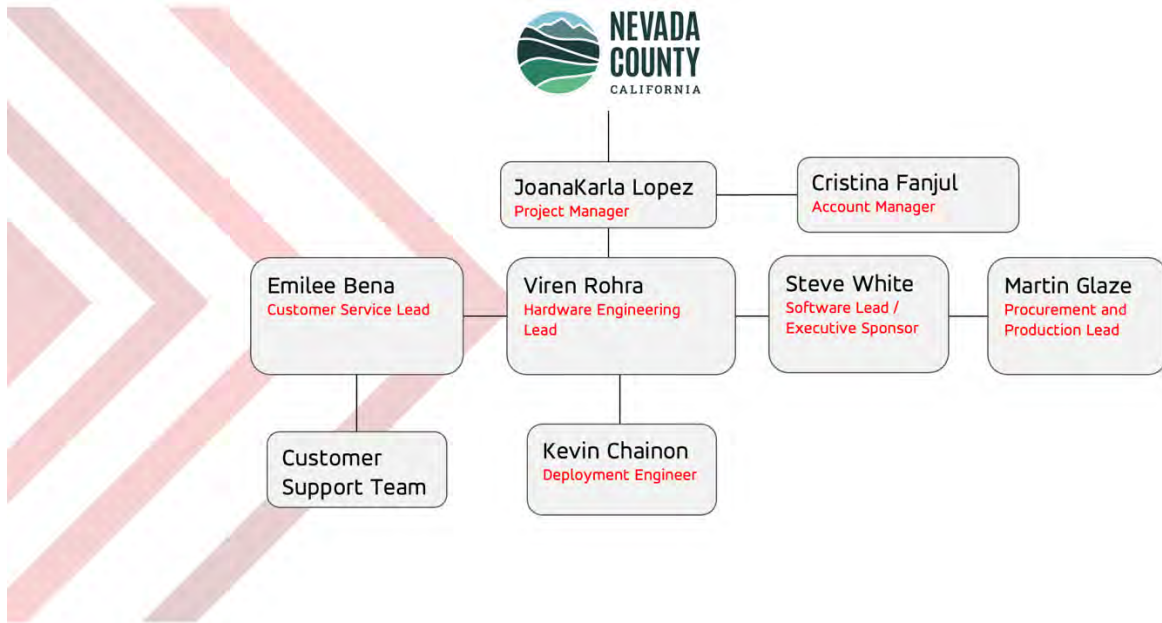 NEVADA
COUNTY
CALIFORNIA
JoanaKarla Lopez
Project Manager
Cristina Fanjul
Account Manager
Emilee Bena
Customer Service Lead
Viren Rohra
Hardware Engineering
Lead
Steve White
Software Lead /
Executive Sponsor
Martin Glaze
Procurement and
Production Lead
Customer
Support Team
Kevin Chainon
Deployment Engineer